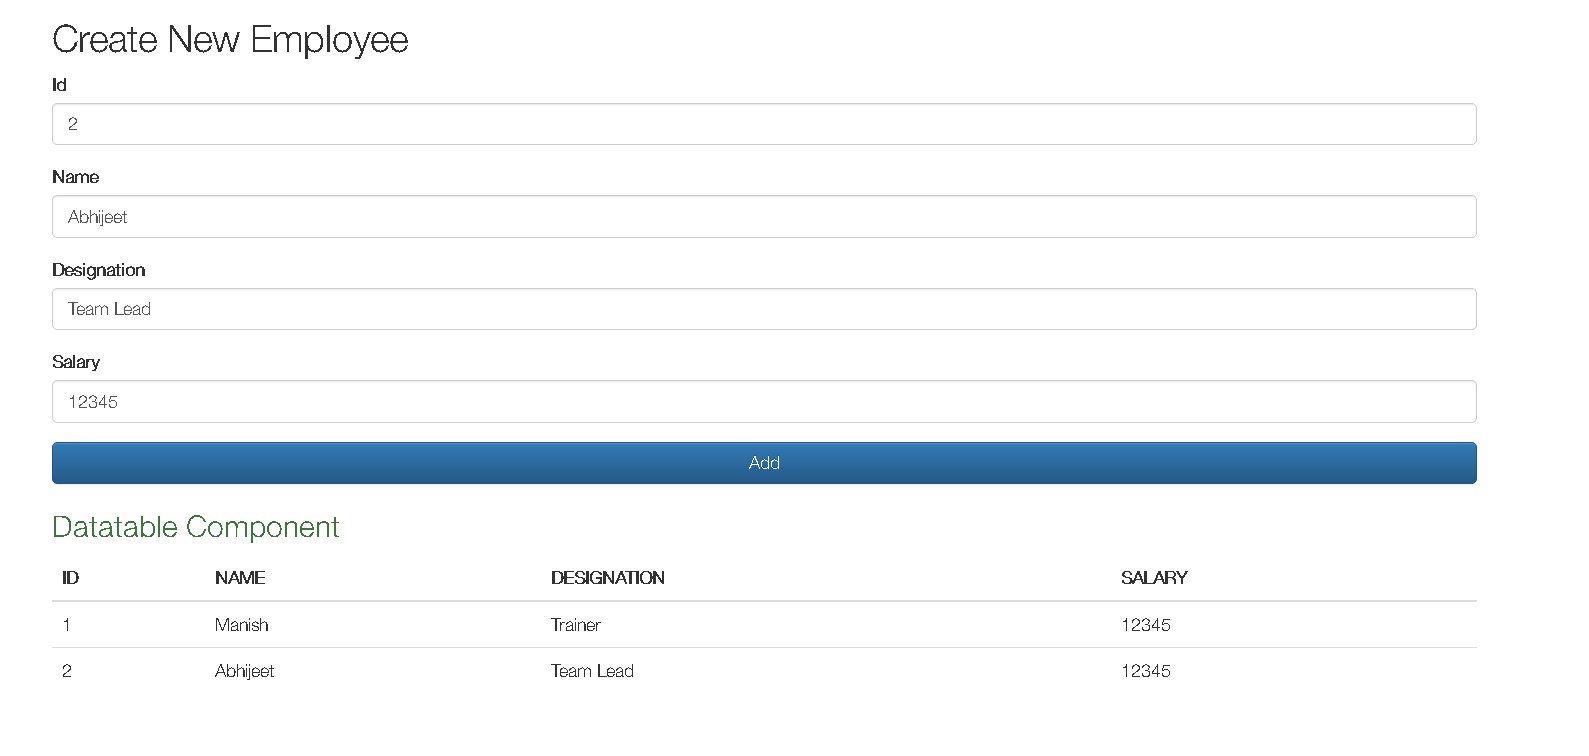 Create New Employee
Id
2
Name
Abhijeet
Designation
Team Lead
Salary
12345
Add
Datatable Component
ID NAME DESIGNATION SALARY
1 Manish Trainer 12345
2 Abhijeet Team Lead 12345